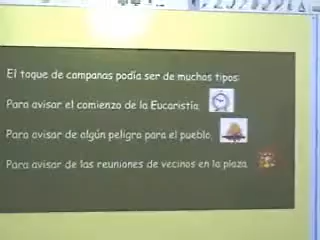 El toque de campanas podía ser de muchos tipos:
Para avisar el comienzo de la Eucaristía.
Para avisar de algún peligro para el pueblo.
Para avisar de las reuniones de vecinos en la plaza.